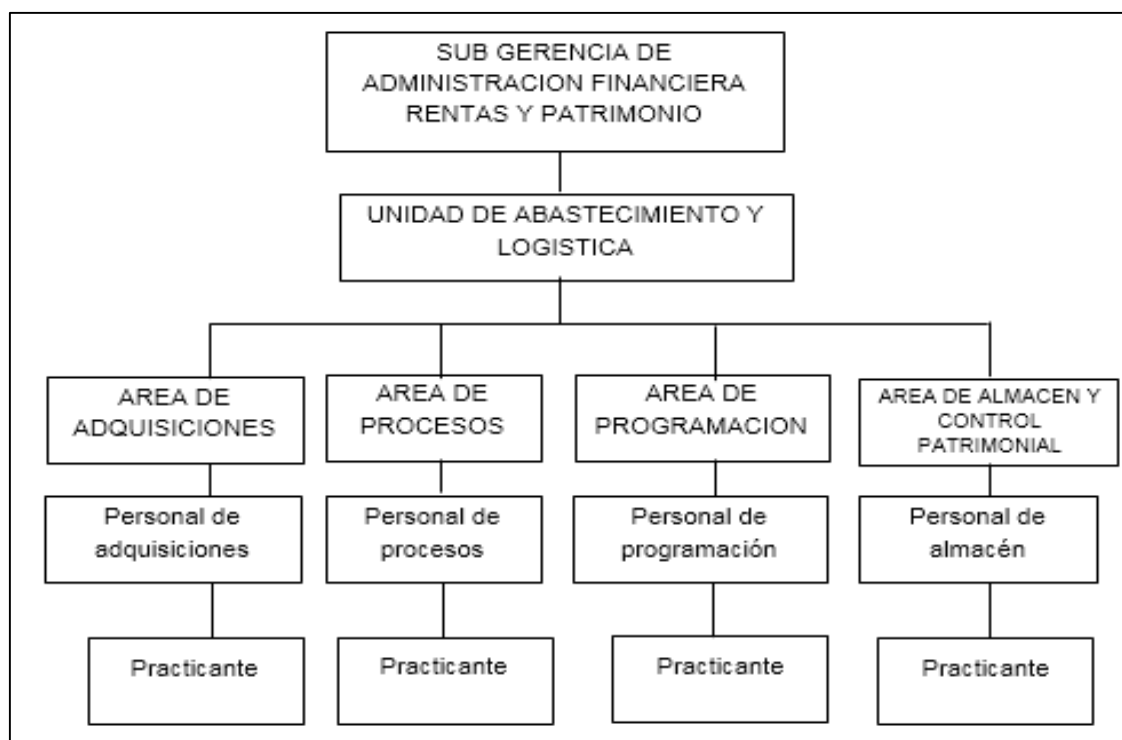 SUB GERENCIA DE
ADMINISTRACION FINANCIERA
RENTAS Y PATRIMONIO
UNIDAD DE ABASTECIMIENTO Y
LOGISTICA
AREA DE
ADQUISICIONES
AREA DE
PROCESOS
AREA DE
PROGRAMACION
AREA DE ALMACEN Y
CONTROL
PATRIMONIAL
Personal de
adquisiciones
Personal de
procesos
Personal de
programación
Personal de
almacén
Practicante
Practicante
Practicante
Practicante